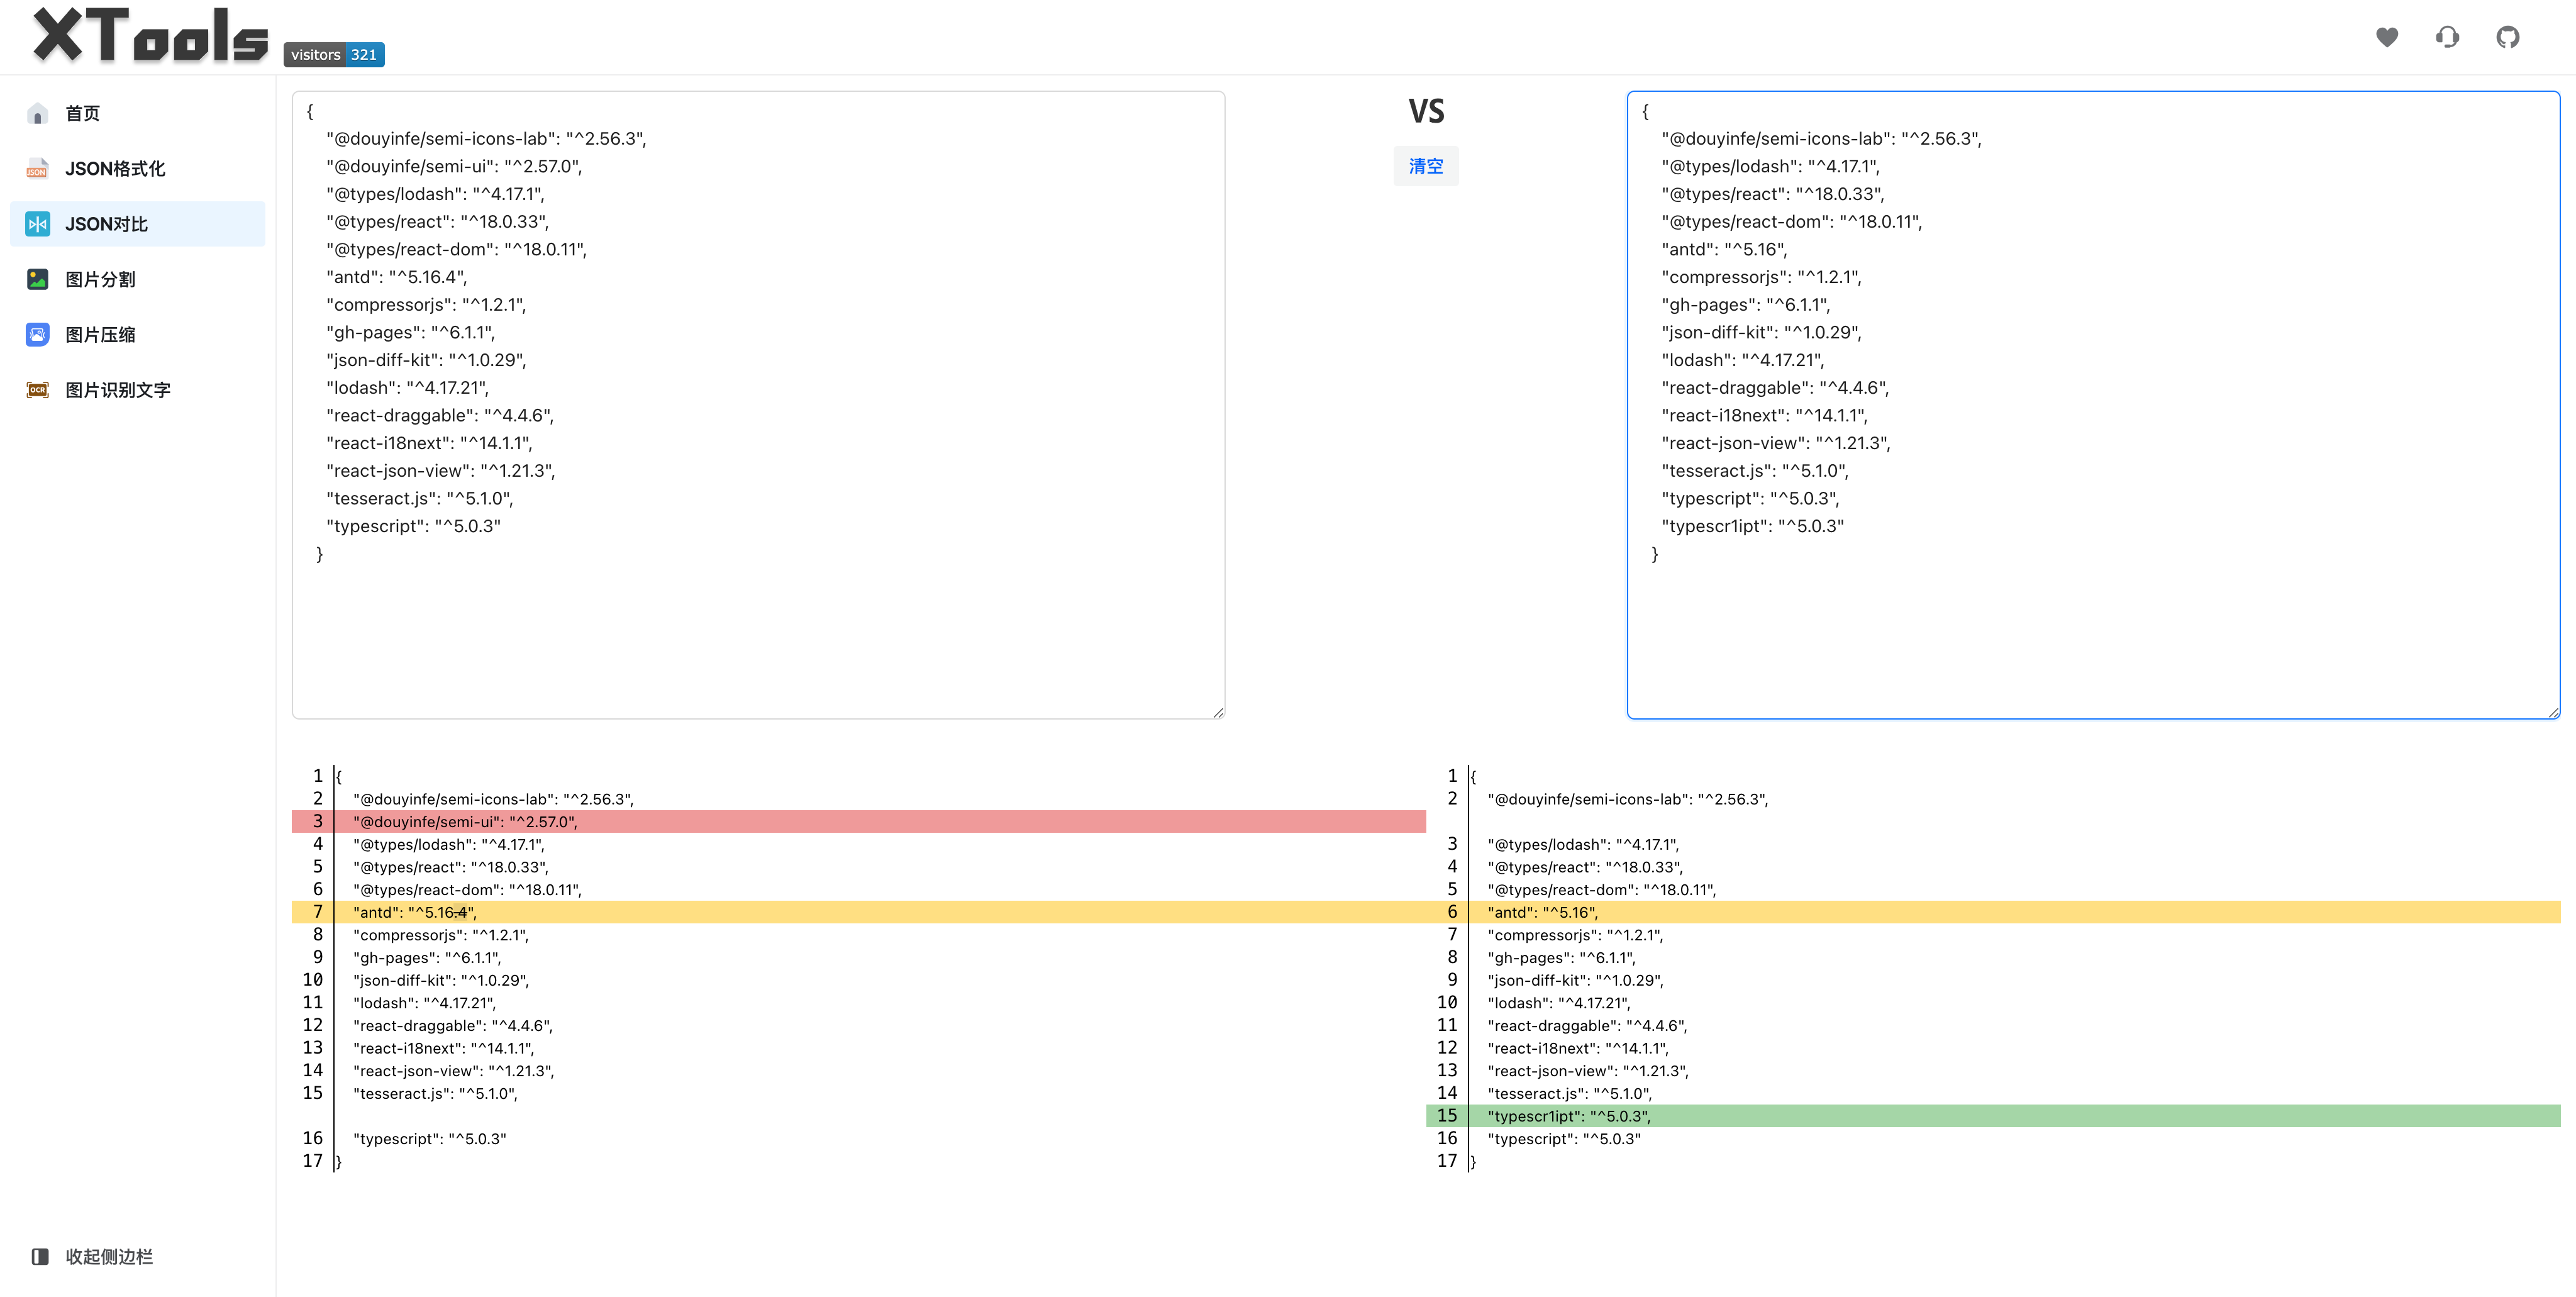 XTools
visitors 321
首页
JSON格式化
JSON对比
图片分割
图片压缩
OCR 图片识别文字
收起侧边栏
{
"@douyinfe/semi-icons-lab": "^2.56.3",
"@douyinfe/semi-ui": "^2.57.0",
"@types/lodash": "^4.17.1",
"@types/react": "^18.0.33",
"@types/react-dom": "^18.0.11",
"antd": "^5.16.4",
"compressorjs": "^1.2.1",
"gh-pages": "^6.1.1",
"json-diff-kit": "^1.0.29",
"lodash": "^4.17.21",
"react-draggable": "^4.4.6",
"react-i18next": "^14.1.1",
"react-json-view": "^1.21.3",
"tesseract.js": "^5.1.0",
"typescript": "^5.0.3"
}
VS
清空
{
"@douyinfe/semi-icons-lab": "^2.56.3",
"@types/lodash": "^4.17.1",
"@types/react": "^18.0.33",
"@types/react-dom": "^18.0.11",
"antd": "^5.16",
"compressorjs": "^1.2.1",
"gh-pages": "^6.1.1",
"json-diff-kit": "^1.0.29",
"lodash": "^4.17.21",
"react-draggable": "^4.4.6",
"react-i18next": "^14.1.1",
"react-json-view": "^1.21.3",
"tesseract.js": "^5.1.0",
"typescript": "^5.0.3",
"typescr1ipt": "^5.0.3"
}
1 {
2 "@douyinfe/semi-icons-lab": "^2.56.3",
3 "@douyinfe/semi-ui": "^2.57.0",
4 "@types/lodash": "^4.17.1",
5 "@types/react": "^18.0.33",
6 "@types/react-dom": "^18.0.11",
7 "antd": "^5.16.4",
8 "compressorjs": "^1.2.1",
9 "gh-pages": "^6.1.1",
10 "json-diff-kit": "^1.0.29",
11 "lodash": "^4.17.21",
12 "react-draggable": "^4.4.6",
13 "react-i18next": "^14.1.1",
14 "react-json-view": "^1.21.3",
15 "tesseract.js": "^5.1.0",
16 "typescript": "^5.0.3"
17 }
1 {
2 "@douyinfe/semi-icons-lab": "^2.56.3",
3 "@types/lodash": "^4.17.1",
4 "@types/react": "^18.0.33",
5 "@types/react-dom": "^18.0.11",
6 "antd": "^5.16",
7 "compressorjs": "^1.2.1",
8 "gh-pages": "^6.1.1",
9 "json-diff-kit": "^1.0.29",
10 "lodash": "^4.17.21",
11 "react-draggable": "^4.4.6",
12 "react-i18next": "^14.1.1",
13 "react-json-view": "^1.21.3",
14 "tesseract.js": "^5.1.0",
15 "typescr1ipt": "^5.0.3",
16 "typescript": "^5.0.3"
17 }